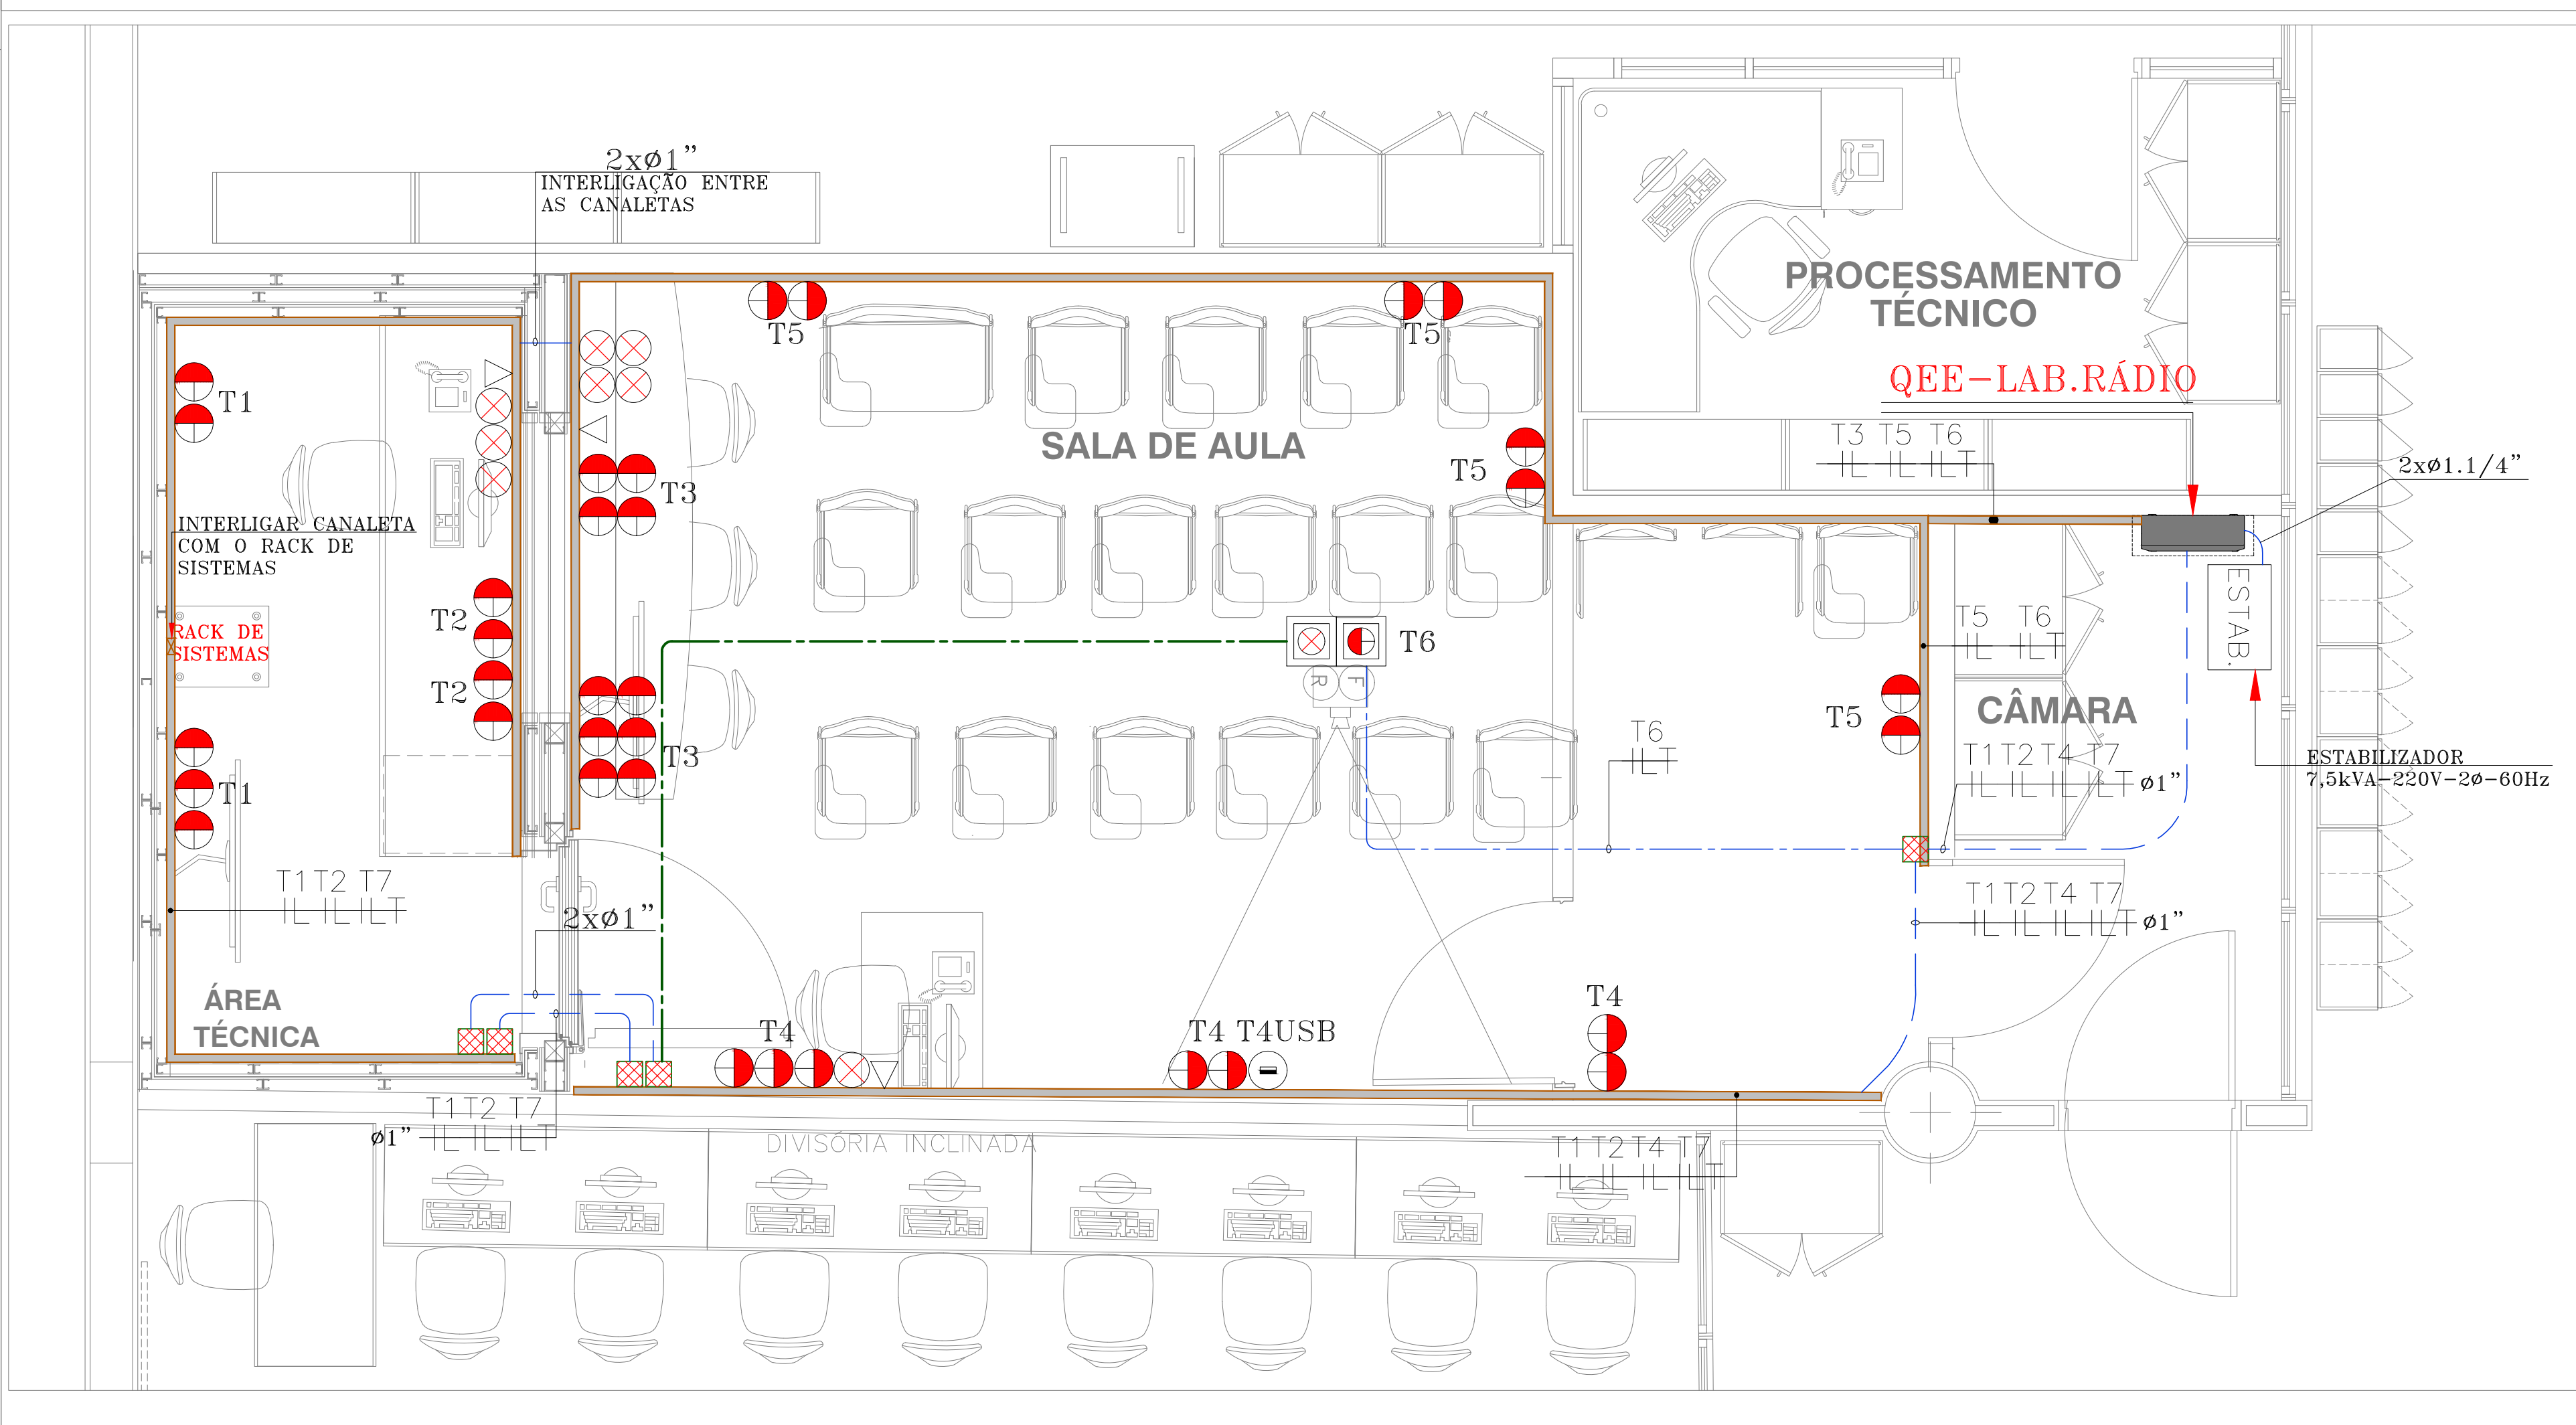 2xø1”
INTERLIGAÇÃO ENTRE
AS CANALETAS
PROCESSAMENTO
TÉCNICO
QEE-LAB.RÁDIO
T5
T5
T1
SALA DE AULA
T3 T5 T6
2xø1.1/4”
T5
T3
INTERLIGAR CANALETA
COM O RACK DE
SISTEMAS
RACK DE
SISTEMAS
T2
T2
T6
R F
T5 T6
ESTAB.
CÂMARA
T5
T6
T3
T1
T1 T2 T4 T7
ø1”
ESTABILIZADOR
7,5kVA-220V-2ø-60Hz
T1 T2 T7
2xø1”
T1 T2 T4 T7
ø1”
ÁREA
TÉCNICA
T4
T4 T4USB
T4
T1 T2 T7
ø1”
DIVISÓRIA INCLINADA
T1 T2 T4 T7